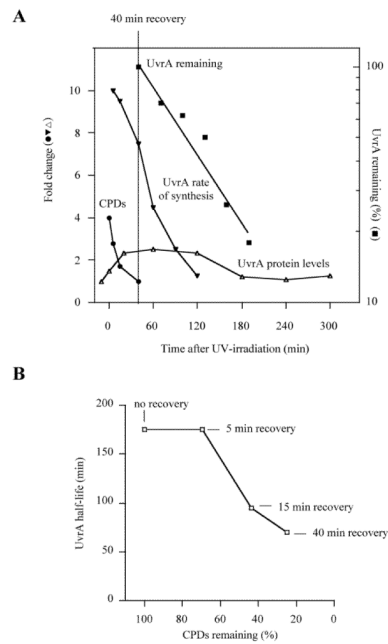 A
40 min recovery
UvrA remaining
10
8
6
4
2
0
Fold change (●▼△)
CPDs
UvrA rate
of synthesis
UvrA protein levels
100
10
UvrA remaining (%) (■)
0 60 120 180 240 300
Time after UV-irradiation (min)
B
200
150
100
50
0
UvrA half-life (min)
no recovery
5 min recovery
15 min recovery
40 min recovery
100 80 60 40 20 0
CPDs remaining (%)